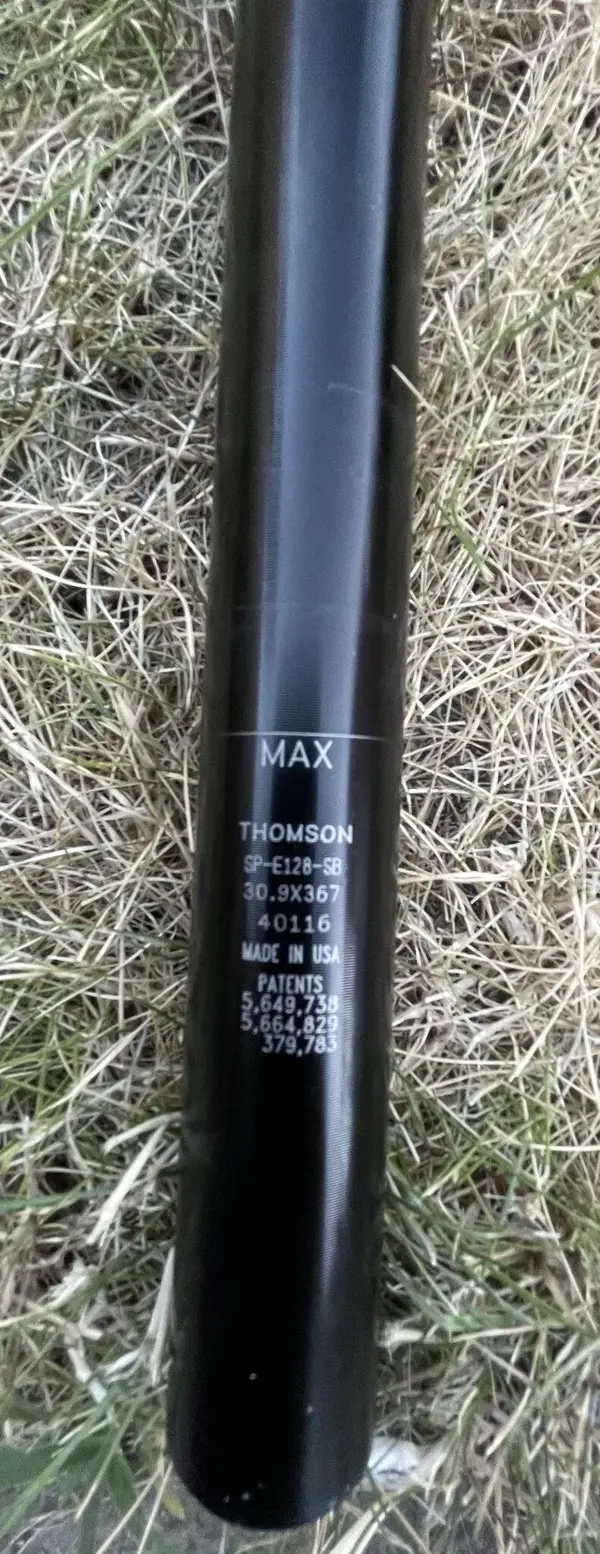 MAX
THOMSON
SP-E128-SB
30.9X367
40116
MADE IN USA
PATENTS
5,649,738
5,664,829
379,783